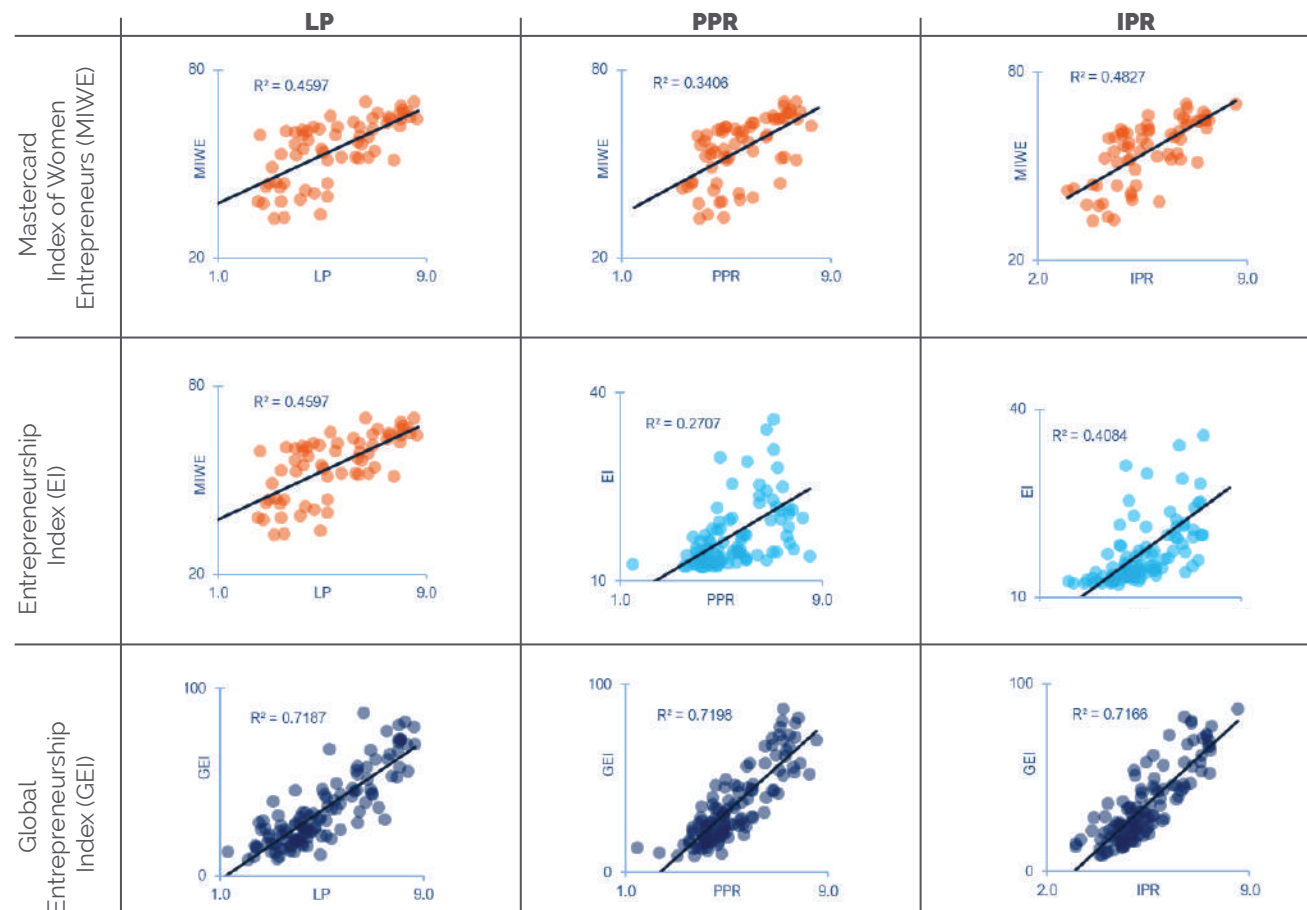 LP
PPR
IPR
Mastercard
Index of Women
Entrepreneurs (MIWE)
80
R² = 0.4597
MIWE
20
1.0
LP
9.0
80
R² = 0.3406
MIWE
20
1.0
PPR
9.0
80
R² = 0.4827
MIWE
20
2.0
IPR
9.0
Entrepreneurship
Index (EI)
80
R² = 0.4597
MIWE
20
1.0
LP
9.0
40
R² = 0.2707
EI
10
1.0
PPR
9.0
40
R² = 0.4084
EI
10
Global
Entrepreneurship
Index (GEI)
100
R² = 0.7187
GEI
0
1.0
LP
9.0
100
R² = 0.7196
GEI
0
1.0
PPR
9.0
100
R² = 0.7166
GEI
0
2.0
IPR
9.0